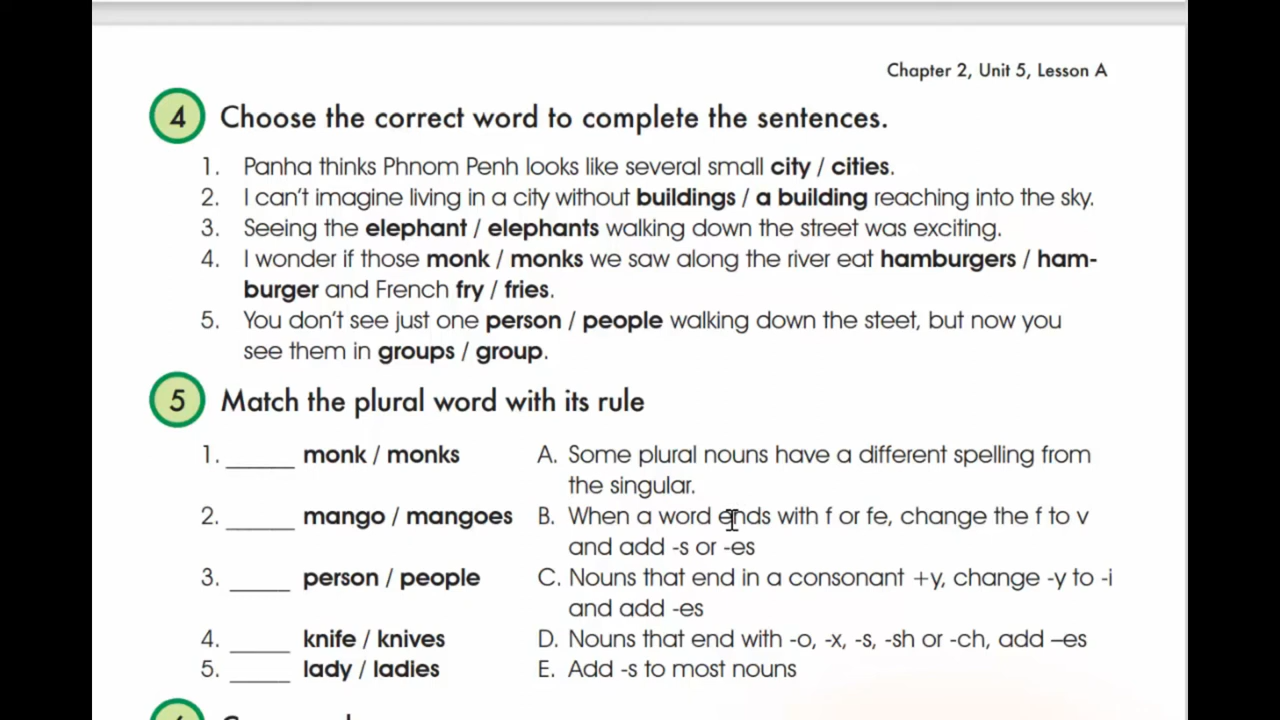 Chapter 2, Unit 5, Lesson A
4 Choose the correct word to complete the sentences.
1. Panha thinks Phnom Penh looks like several small city / cities.
2. I can't imagine living in a city without buildings / a building reaching into the sky.
3. Seeing the elephant / elephants walking down the street was exciting.
4. I wonder if those monk / monks we saw along the river eat hamburgers / ham-
burger and French fry / fries.
5. You don't see just one person / people walking down the steet, but now you
see them in groups / group.
5 Match the plural word with its rule
1. _____ monk / monks A. Some plural nouns have a different spelling from
the singular.
2. _____ mango / mangoes B. When a word ends with f or fe, change the f to v
and add -s or -es
3. _____ person / people C. Nouns that end in a consonant +y, change -y to -i
and add -es
4. _____ knife / knives D. Nouns that end with -o, -x, -s, -sh or -ch, add –es
5. _____ lady / ladies E. Add -s to most nouns